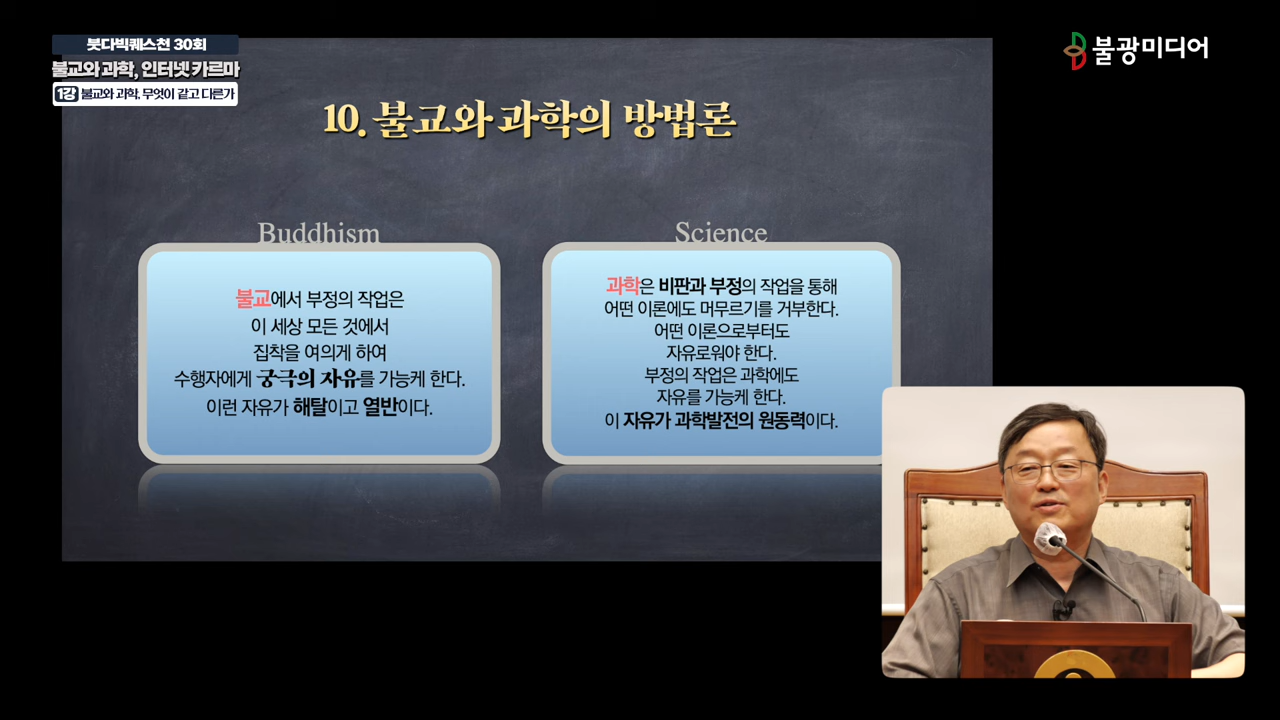 붓다빅퀘스천 30회
불교와 과학, 인터넷 카르마
1강 불교와 과학, 무엇이 같고 다른가
불광미디어
10. 불교와 과학의 방법론
Buddhism
불교에서 부정의 작업은
이 세상 모든 것에서
집착을 여의게 하여
수행자에게 궁극의 자유를 가능케 한다.
이런 자유가 해탈이고 열반이다.
Science
과학은 비판과 부정의 작업을 통해
어떤 이론에도 머무르기를 거부한다.
어떤 이론으로부터도
자유로워야 한다.
부정의 작업은 과학에도
자유를 가능케 한다.
이 자유가 과학발전의 원동력이다.